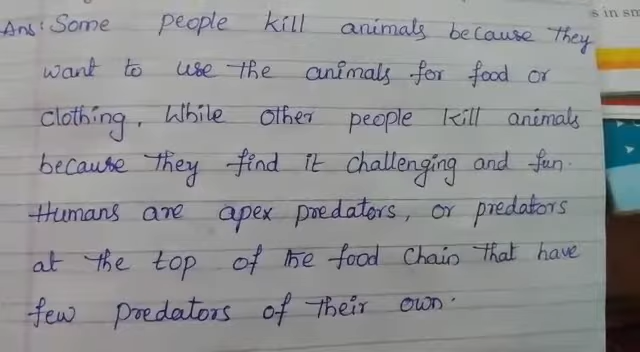 Ans: Some people kill animals because they
want to use the animals for food or
clothing. While other people kill animals
because they find it challenging and fun.
Humans are apex predators, or predators
at the top of the food chain that have
few predators of their own.
s in sm